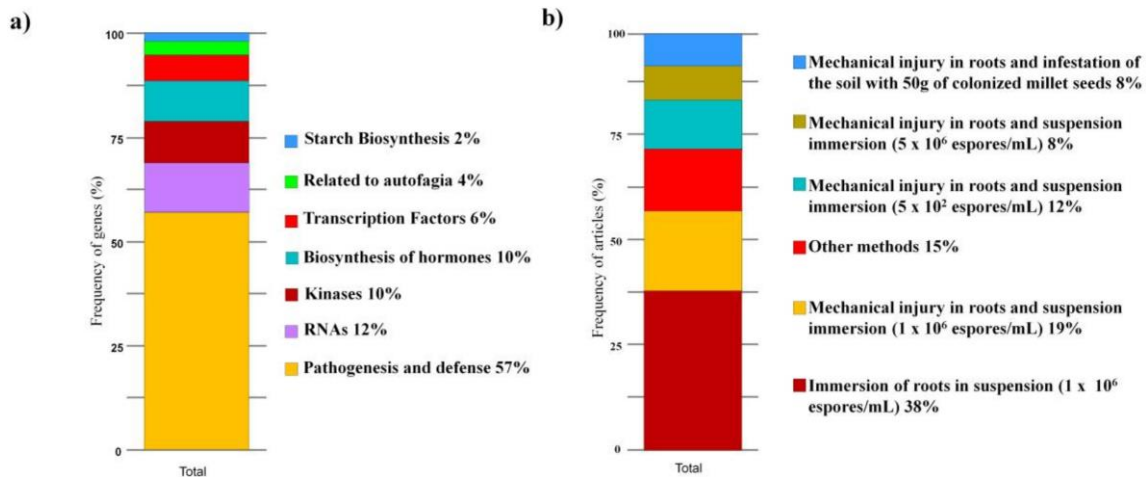 a)
Frequency of genes (%)
100
75
50
25
0
Total
Starch Biosynthesis 2%
Related to autofagia 4%
Transcription Factors 6%
Biosynthesis of hormones 10%
Kinases 10%
RNAs 12%
Pathogenesis and defense 57%
b)
Frequency of articles (%)
100
75
50
25
0
Total
Mechanical injury in roots and infestation of
the soil with 50g of colonized millet seeds 8%
Mechanical injury in roots and suspension
immersion (5 x 10⁶ espores/mL) 8%
Mechanical injury in roots and suspension
immersion (5 x 10² espores/mL) 12%
Other methods 15%
Mechanical injury in roots and suspension
immersion (1 x 10⁶ espores/mL) 19%
Immersion of roots in suspension (1 x 10⁶
espores/mL) 38%